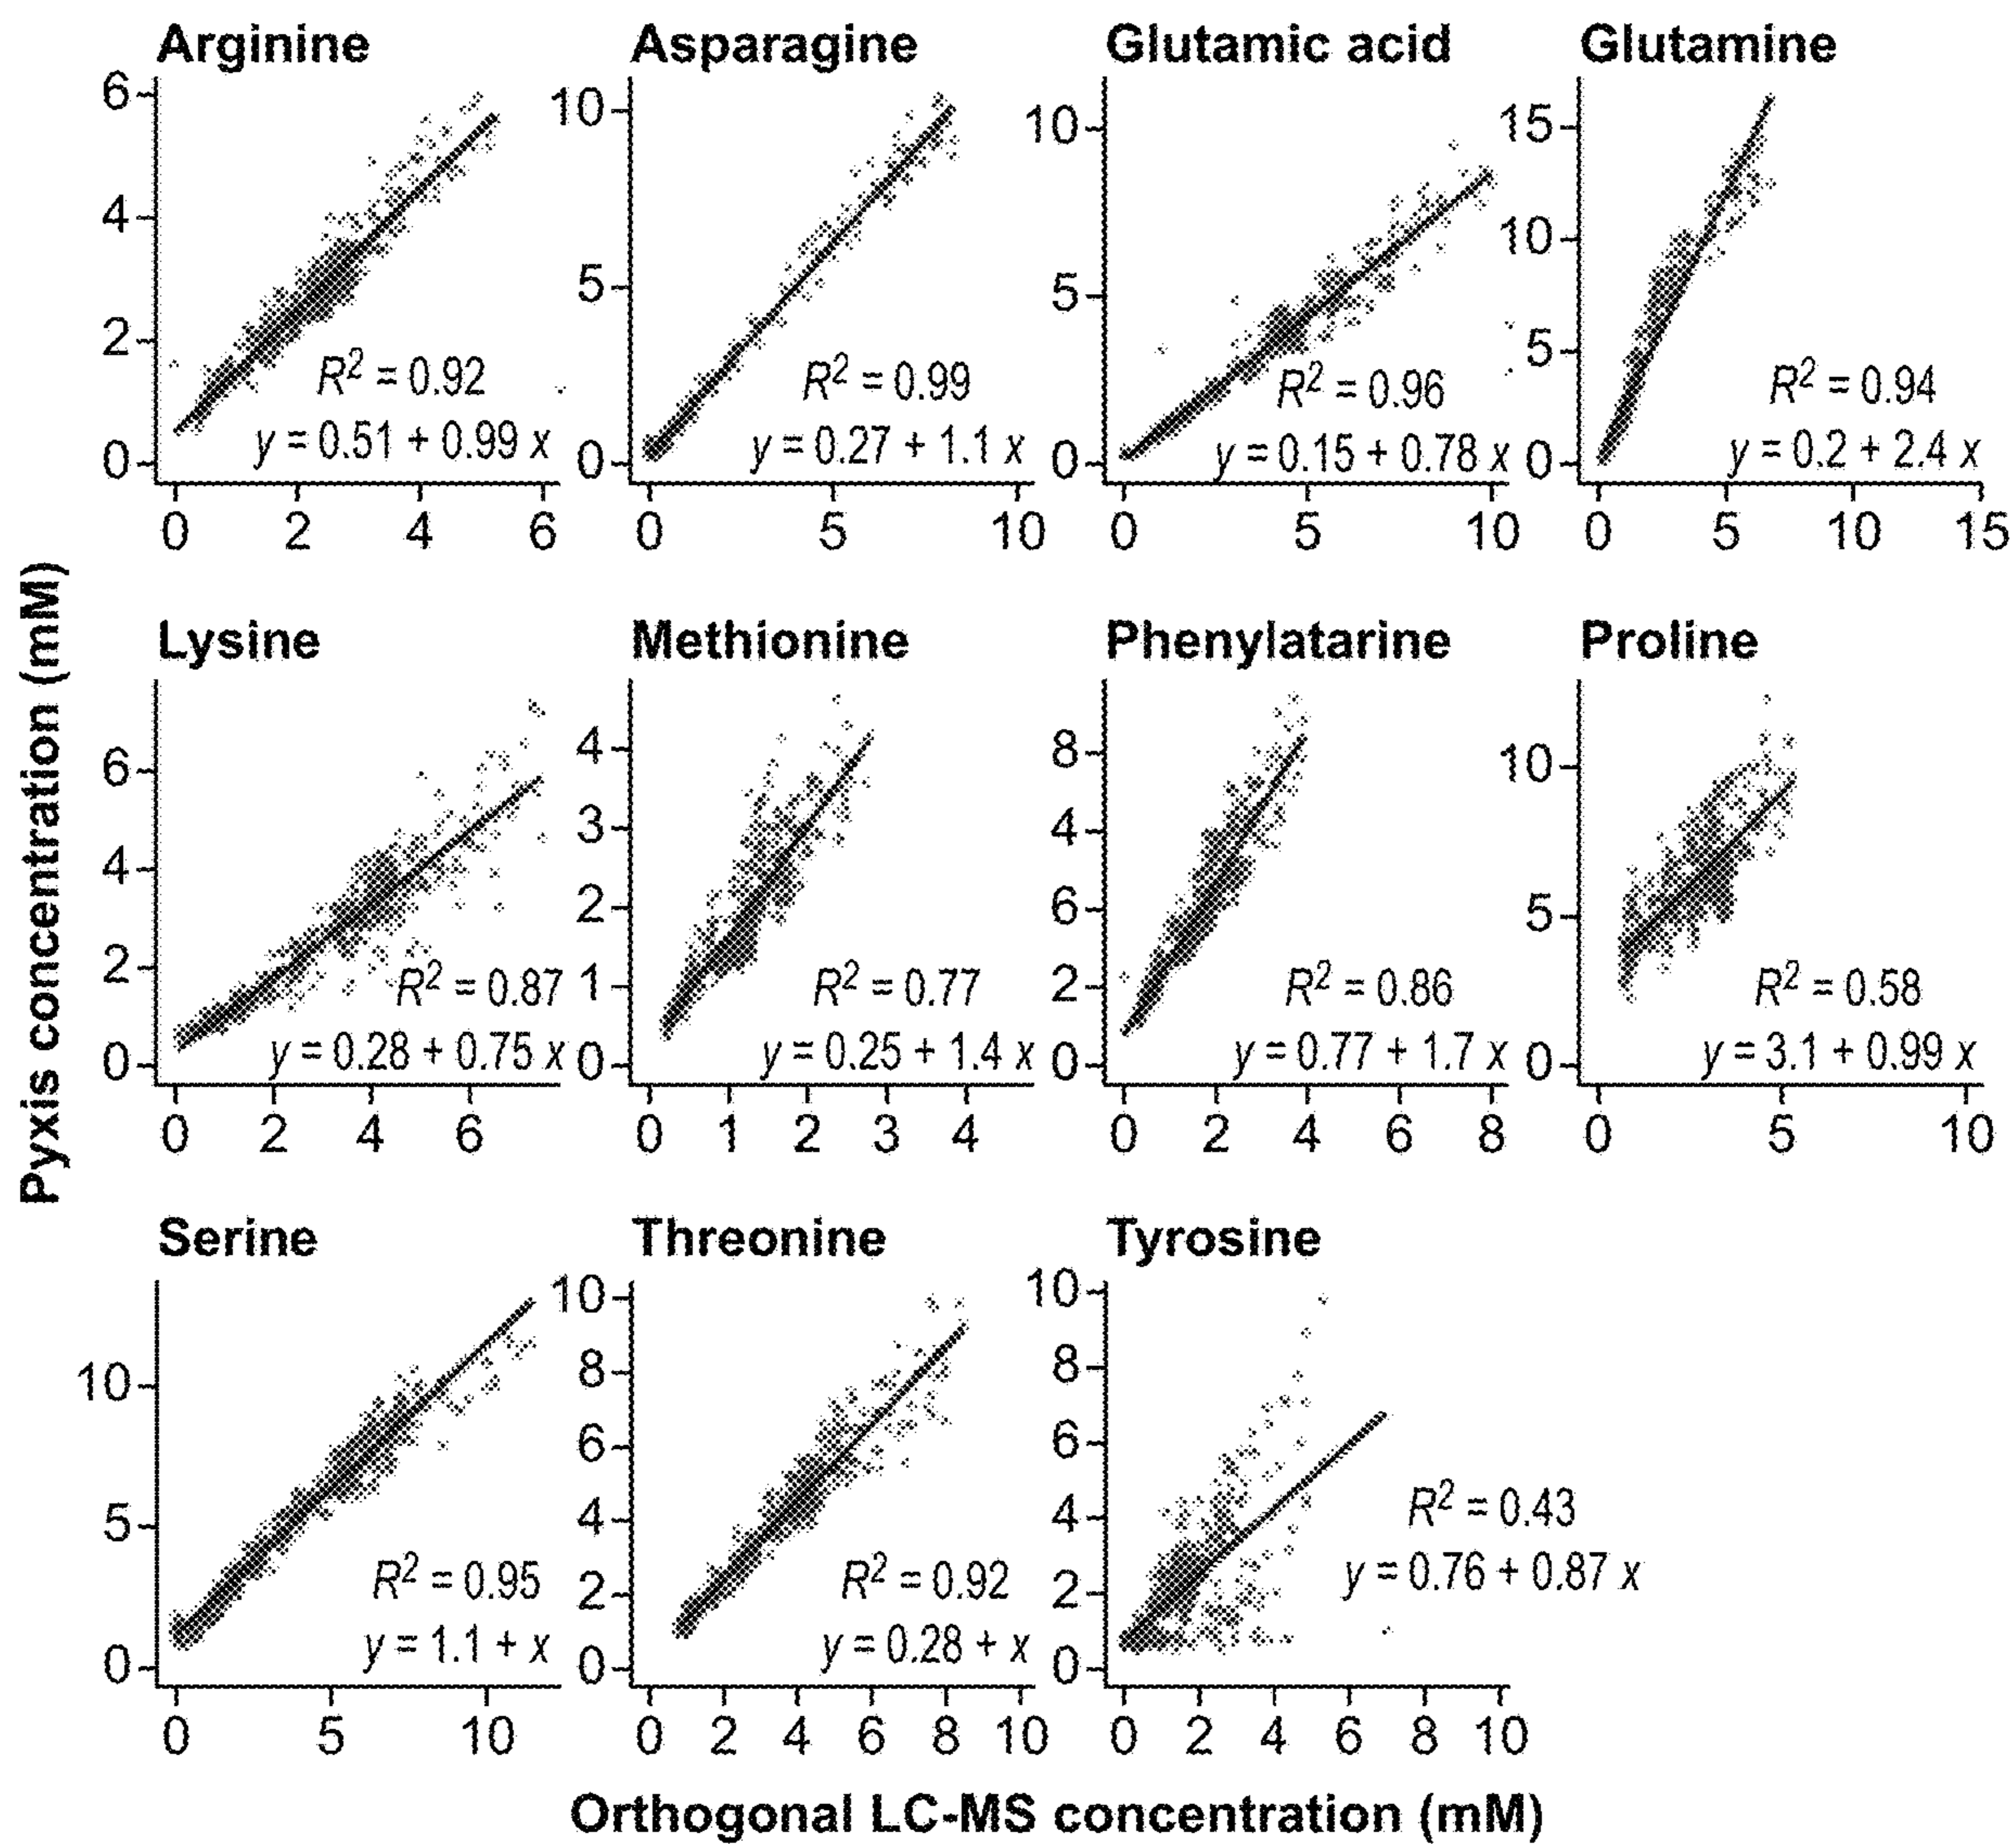 Arginine
6
4
2
0
R² = 0.92
y = 0.51 + 0.99 x
0 2 4 6
Asparagine
10
5
0
R² = 0.99
y = 0.27 + 1.1 x
0 5 10
Glutamic acid
10
5
0
R² = 0.96
y = 0.15 + 0.78 x
0 5 10
Glutamine
15
10
5
0
R² = 0.94
y = 0.2 + 2.4 x
0 5 10 15
Pyxis concentration (mM)
Lysine
6
4
2
0
R² = 0.87
y = 0.28 + 0.75 x
0 2 4 6
Methionine
4
3
2
1
0
R² = 0.77
y = 0.25 + 1.4 x
0 1 2 3 4
Phenylatarine
8
4
6
2
0
R² = 0.86
y = 0.77 + 1.7 x
0 2 4 6 8
Proline
10
5
0
R² = 0.58
y = 3.1 + 0.99 x
0 5 10
Serine
10
5
0
R² = 0.95
y = 1.1 + x
0 5 10
Threonine
10
8
6
4
2
0
R² = 0.92
y = 0.28 + x
0 2 4 6 8 10
Tyrosine
10
8
6
4
2
0
R² = 0.43
y = 0.76 + 0.87 x
0 2 4 6 8 10
Orthogonal LC-MS concentration (mM)